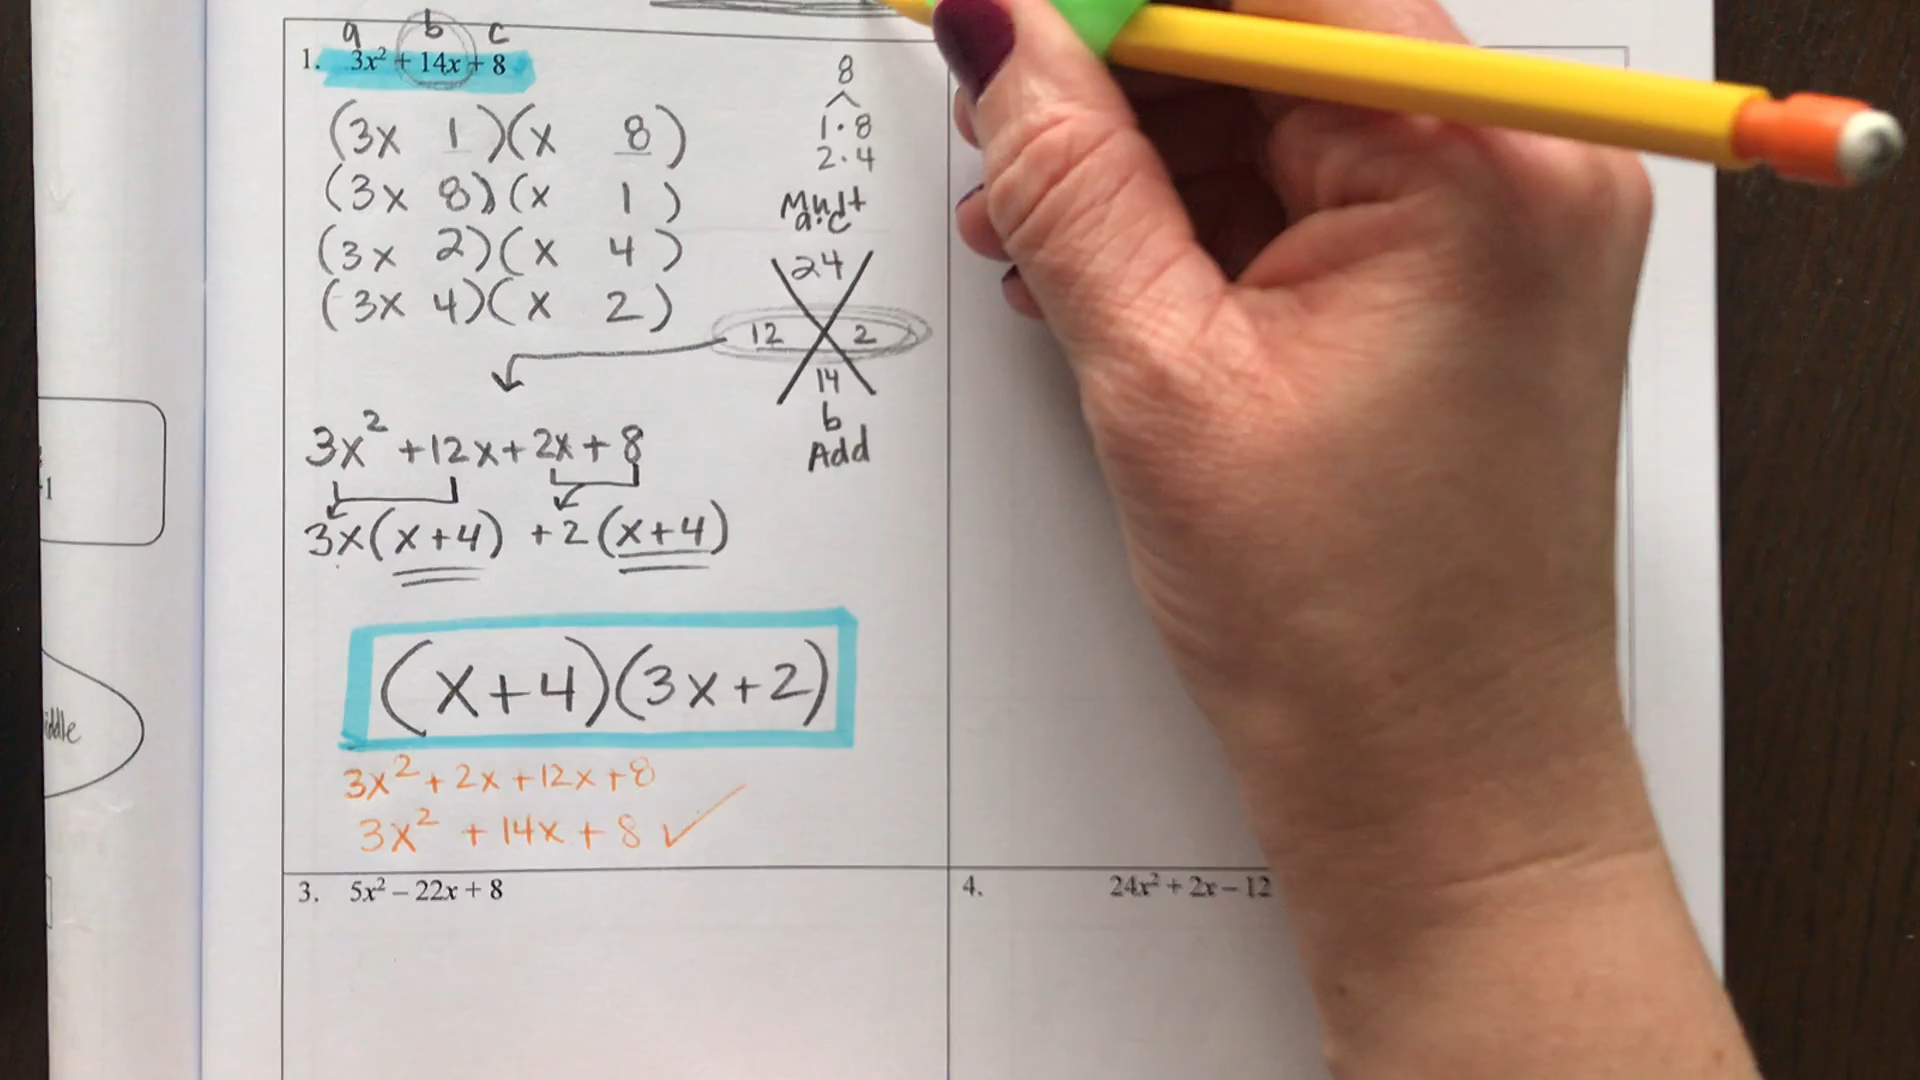 a b c
1. 3x² + 14x + 8
(3x 1)(x 8)
(3x 8)(x 1)
(3x 2)(x 4)
(3x 4)(x 2)
8
1·8
2·4
Mult
a·c
24
12 2
14
b
Add
3x² +12x+2x+8
3x(x+4) +2(x+4)
(x+4)(3x+2)
3x²+2x+12x+8
3x² +14x+8 ✓
3. 5x² – 22x + 8
4. 24x² + 2x – 12
-1
iddle